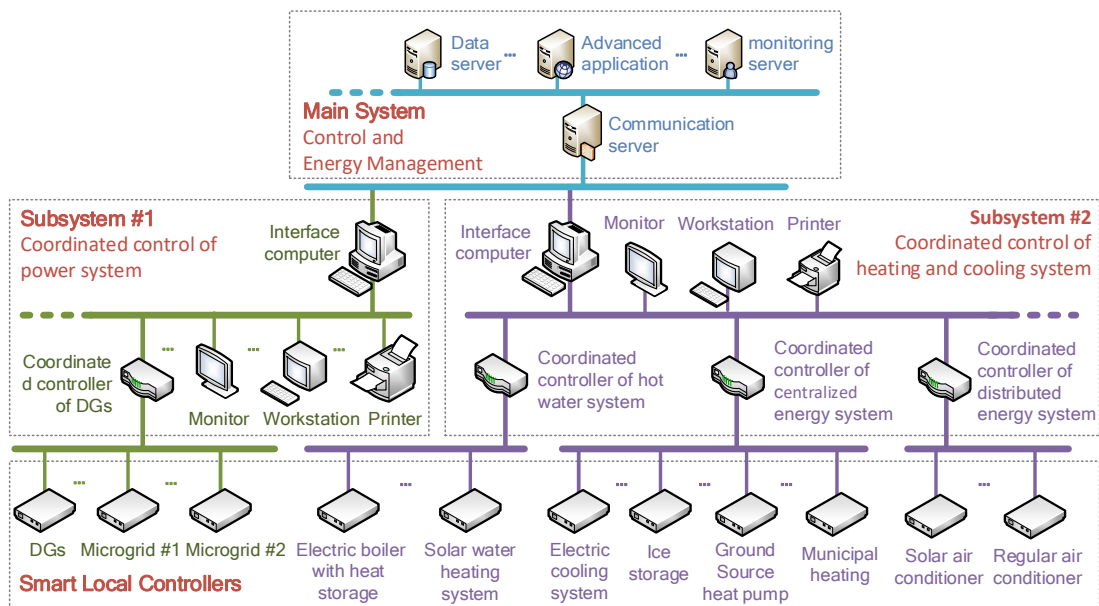 Data
server
...
Advanced
application
...
monitoring
server
Main System
Control and
Energy Management
Communication
server
Subsystem #1
Coordinated control of
power system
Interface
computer
Interface
computer
Monitor
Workstation
Printer
Subsystem #2
Coordinated control of
heating and cooling system
Coordinate
d controller
of DGs
...
Monitor
...
Workstation
...
Printer
Coordinated
controller of hot
water system
Coordinated
controller of
centralized
energy system
Coordinated
controller of
distributed
energy system
DGs
...
Microgrid #1
...
Microgrid #2
Electric boiler
with heat
storage
...
Solar water
heating
system
Electric
cooling
system
...
Ice
storage
...
Ground
Source
heat pump
...
Municipal
heating
Solar air
conditioner
...
Regular air
conditioner
Smart Local Controllers